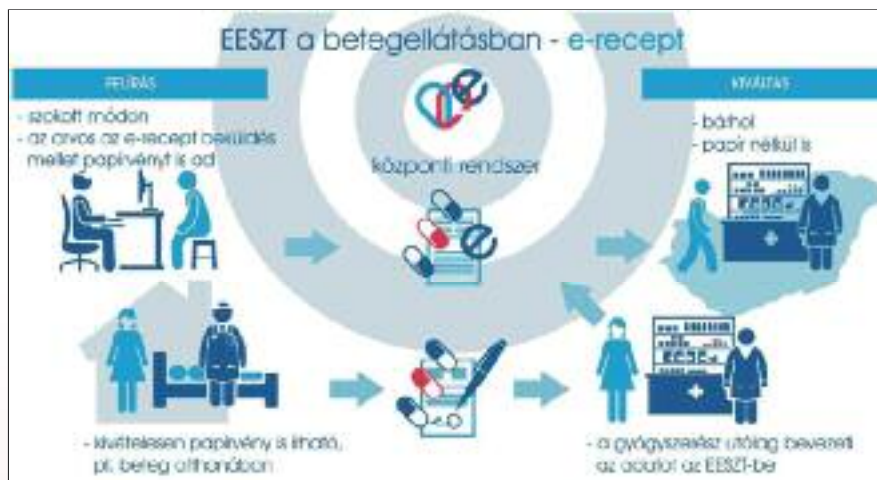 EESZT a betegellátásban - e-recept
FELÍRÁS
- szokott módon
- az orvos az e-recept beküldés
mellet papírvényt is ad
központi rendszer
KIVÁLTÁS
- bárhol
- papír nélkül is
- kivételesen papírvény is írható,
pl. beteg otthonában
- a gyógyszerész utólag bevezeti
az adatot az EESZT-be